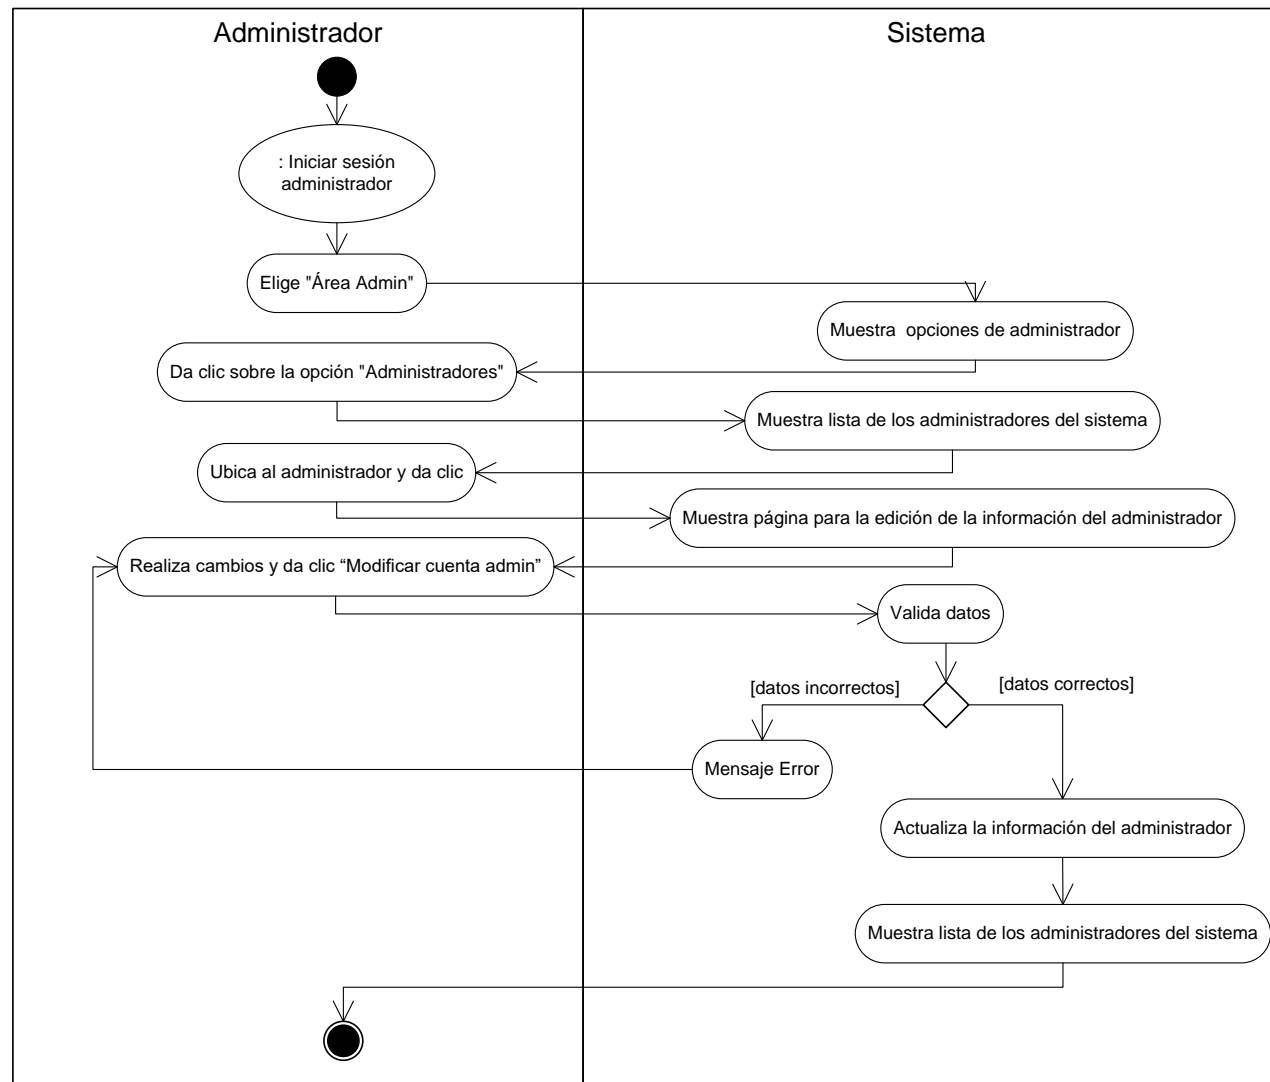 Administrador
Sistema
: Iniciar sesión
administrador
Elige "Área Admin"
Muestra  opciones de administrador
Da clic sobre la opción "Administradores"
Muestra lista de los administradores del sistema
Ubica al administrador y da clic
Muestra página para la edición de la información del administrador
Realiza cambios y da clic “Modificar cuenta admin”
Valida datos
[datos incorrectos]
[datos correctos]
Mensaje Error
Actualiza la información del administrador
Muestra lista de los administradores del sistema